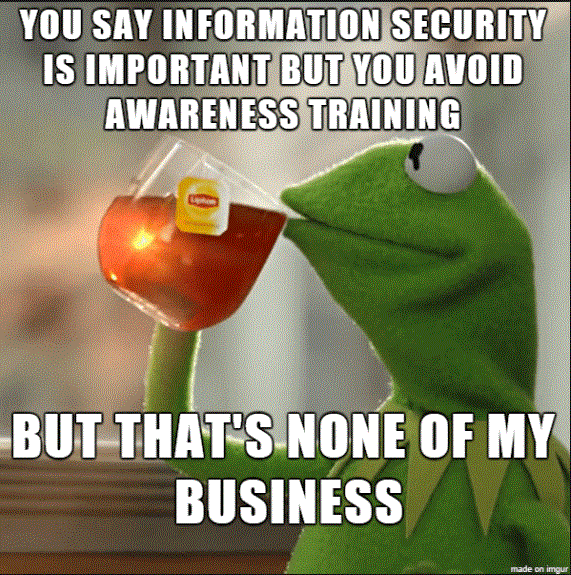 YOU SAY INFORMATION SECURITY
IS IMPORTANT BUT YOU AVOID
AWARENESS TRAINING
Lipton
BUT THAT'S NONE OF MY
BUSINESS
made on imgur